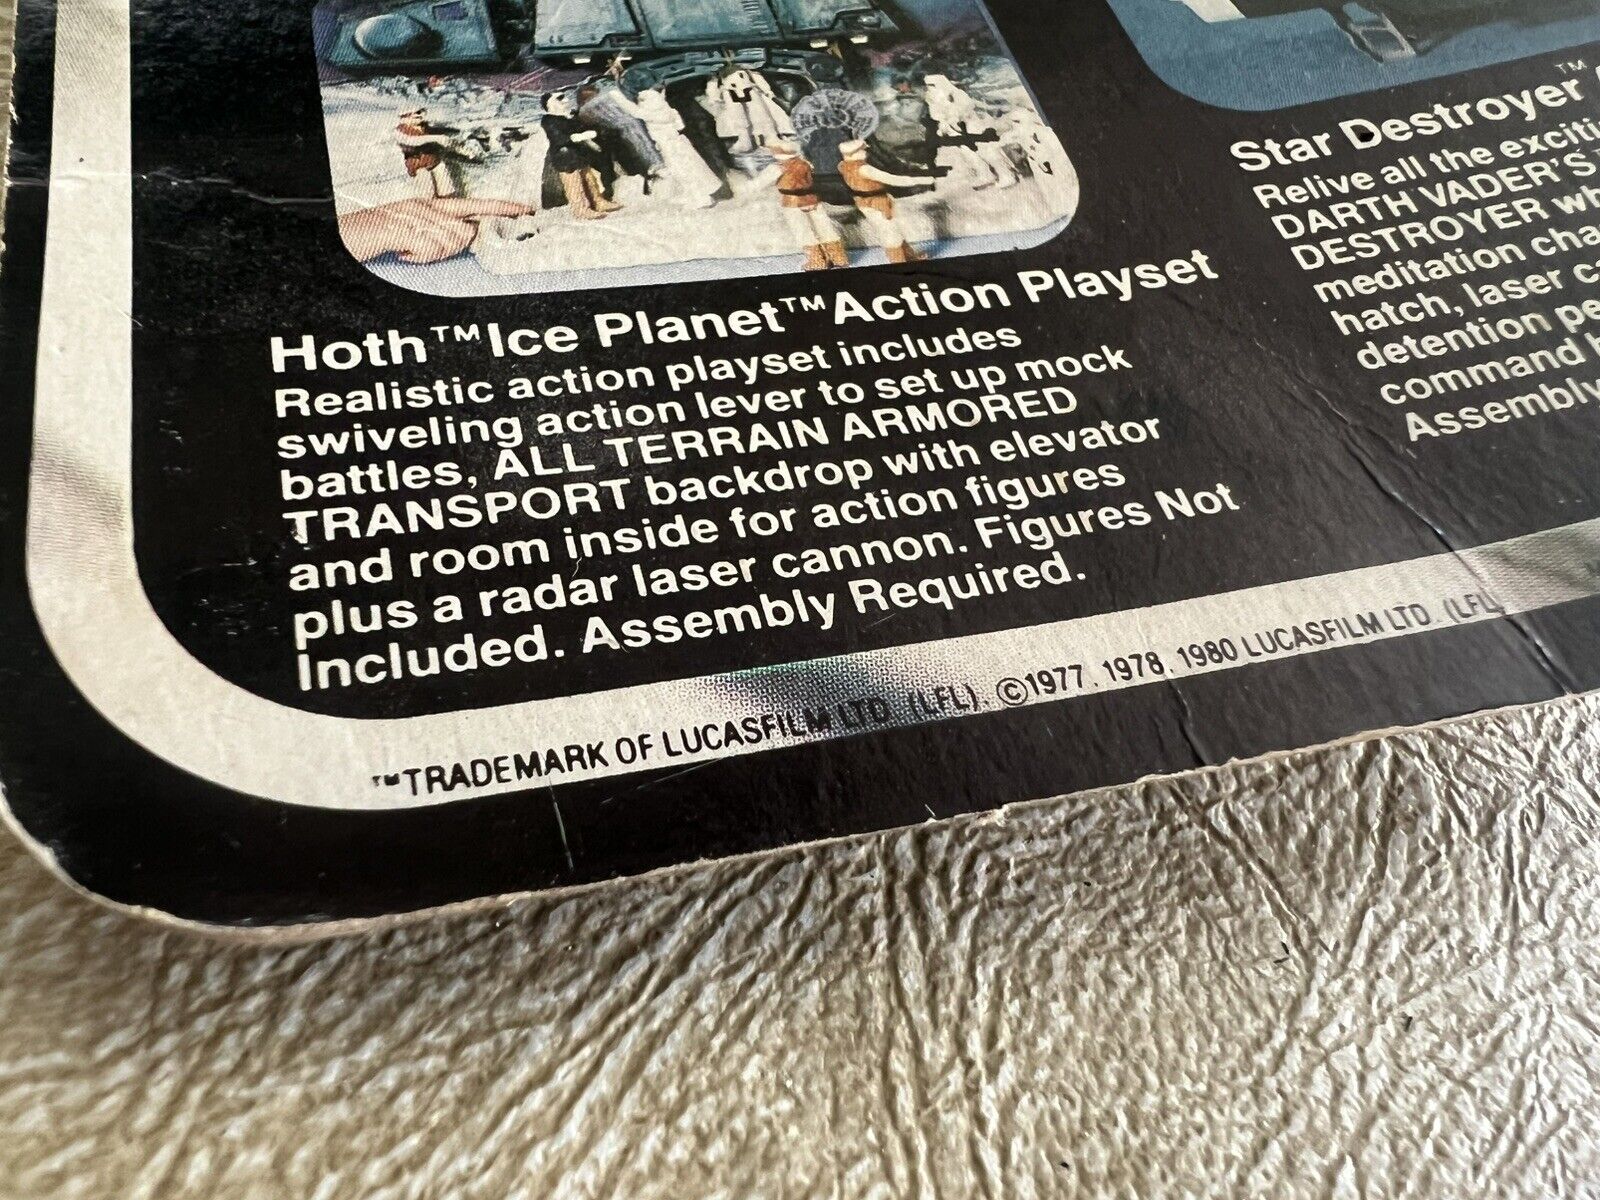 Hoth™ Ice Planet™ Action Playset
Realistic action playset includes
swiveling action lever to set up mock
battles, ALL TERRAIN ARMORED
TRANSPORT backdrop with elevator
and room inside for action figures
plus a radar laser cannon. Figures Not
Included. Assembly Required.
Star Destroyer™
Relive all the
DARTH VADER'S
DESTROYER
meditation
hatch, laser
detention
command
Assembly
™TRADEMARK OF LUCASFILM LTD. (LFL). ©1977, 1978, 1980 LUCASFILM LTD. (LFL)